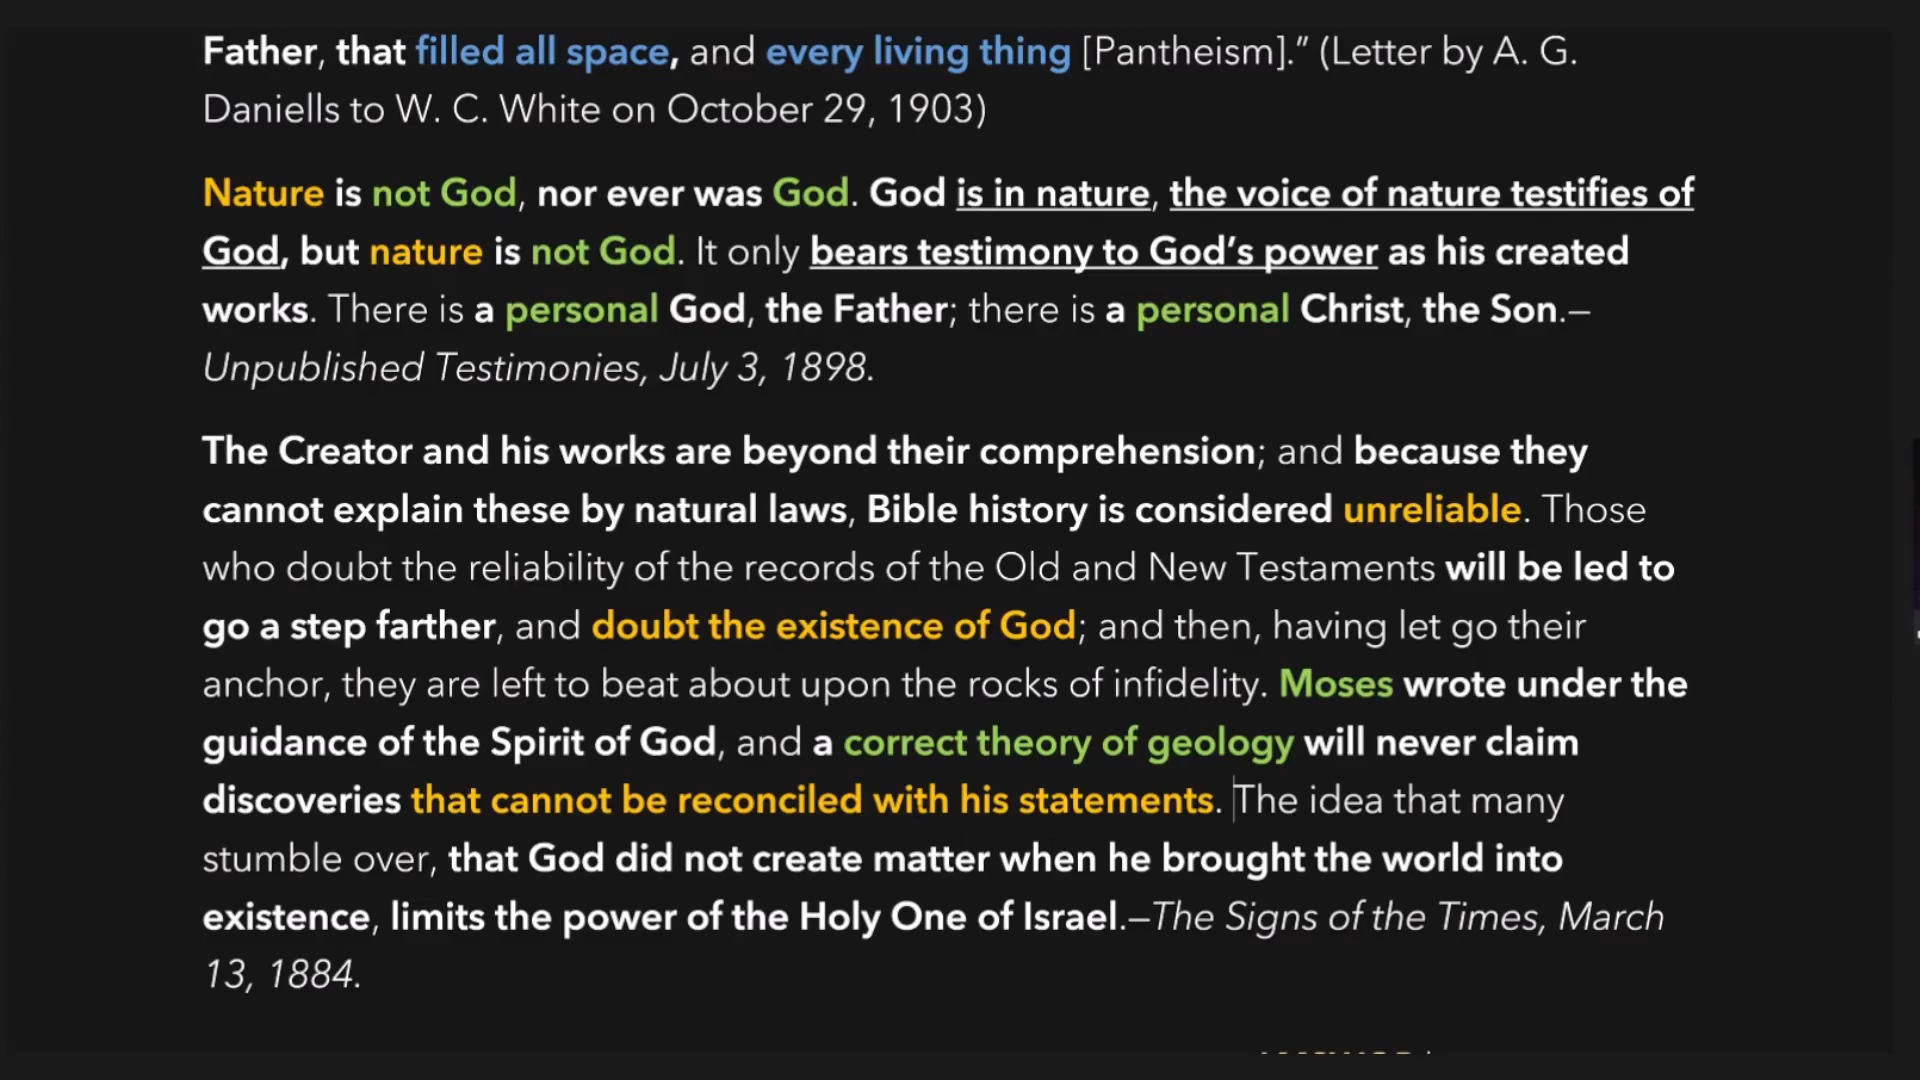 Father, that filled all space, and every living thing [Pantheism].” (Letter by A. G.
Daniells to W. C. White on October 29, 1903)
Nature is not God, nor ever was God. God is in nature, the voice of nature testifies of
God, but nature is not God. It only bears testimony to God’s power as his created
works. There is a personal God, the Father; there is a personal Christ, the Son.—
Unpublished Testimonies, July 3, 1898.
The Creator and his works are beyond their comprehension; and because they
cannot explain these by natural laws, Bible history is considered unreliable. Those
who doubt the reliability of the records of the Old and New Testaments will be led to
go a step farther, and doubt the existence of God; and then, having let go their
anchor, they are left to beat about upon the rocks of infidelity. Moses wrote under the
guidance of the Spirit of God, and a correct theory of geology will never claim
discoveries that cannot be reconciled with his statements. The idea that many
stumble over, that God did not create matter when he brought the world into
existence, limits the power of the Holy One of Israel.—The Signs of the Times, March
13, 1884.